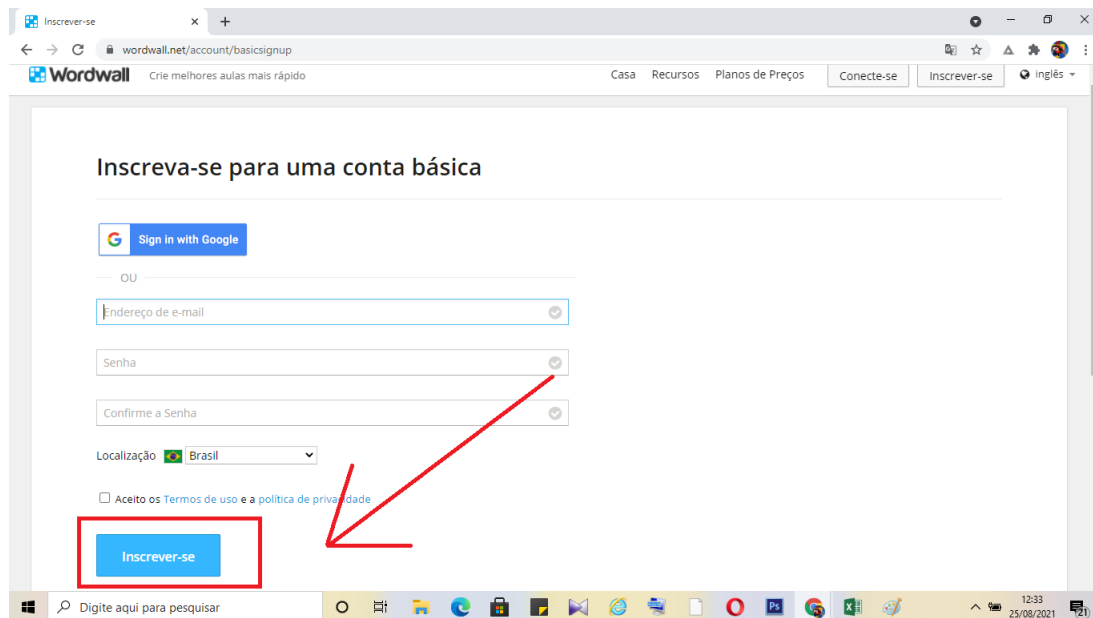 Inscrever-se
wordwall.net/account/basicsignup
Wordwall Crie melhores aulas mais rápido Casa Recursos Planos de Preços Conecte-se Inscrever-se inglês
Inscreva-se para uma conta básica
Sign in with Google
OU
Endereço de e-mail
Senha
Confirme a Senha
Localização Brasil
Aceito os Termos de uso e a política de privacidade
Inscrever-se
Digite aqui para pesquisar Ps 12:33
25/08/2021 21